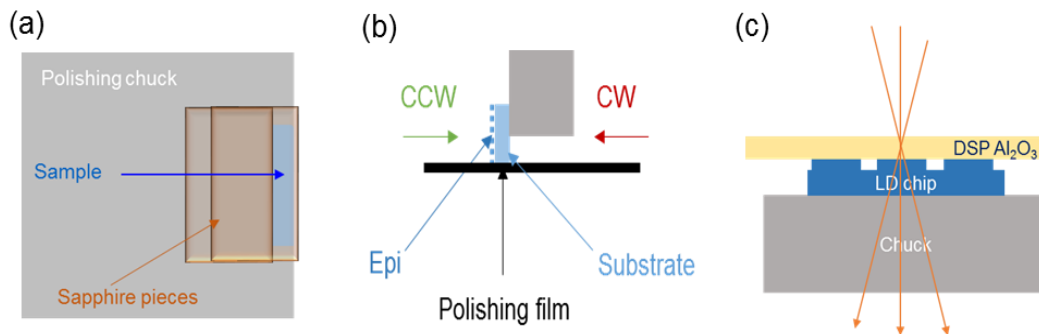 (a)
Polishing chuck
Sample
Sapphire pieces
(b)
CCW
CW
Epi
Substrate
Polishing film
(c)
DSP Al₂O₃
LD chip
Chuck